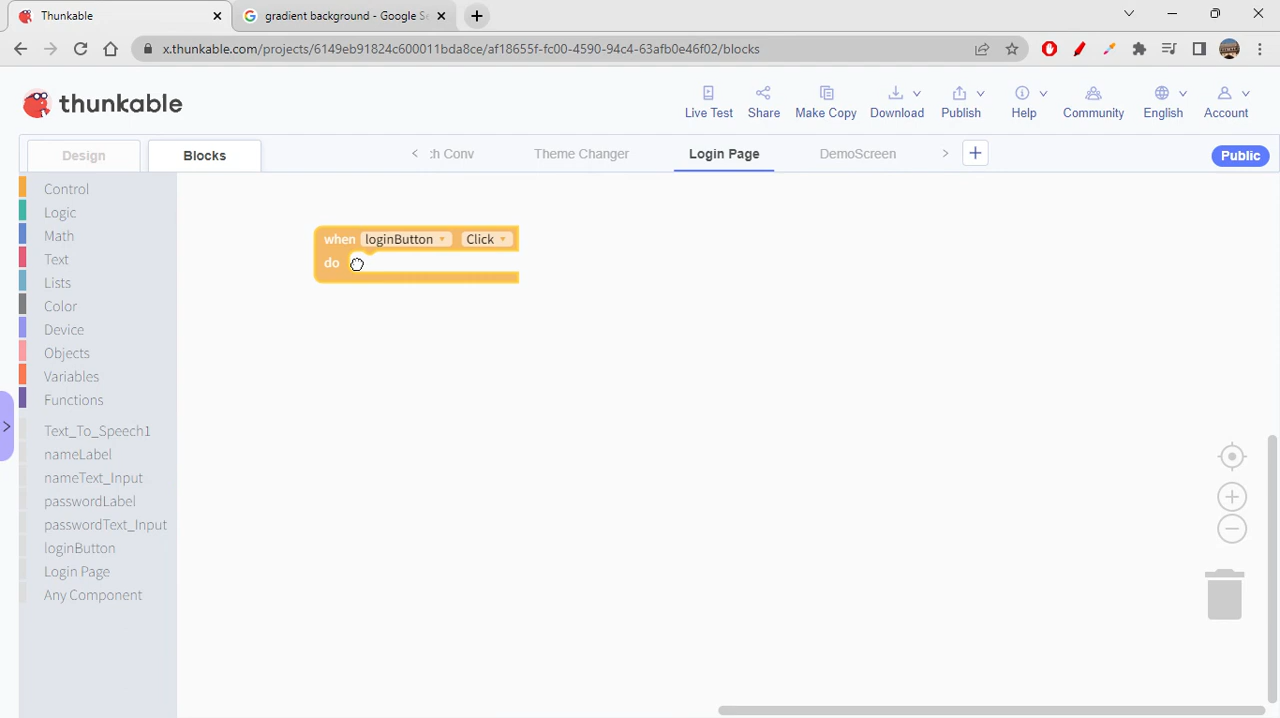 Thunkable
gradient background - Google Se
x.thunkable.com/projects/6149eb91824c600011bda8ce/af18655f-fc00-4590-94c4-63afb0e46f02/blocks
thunkable
Live Test
Share
Make Copy
Download
Publish
Help
Community
English
Account
Design
Blocks
:h Conv
Theme Changer
Login Page
DemoScreen
Public
Control
Logic
Math
Text
Lists
Color
Device
Objects
Variables
Functions
Text_To_Speech1
nameLabel
nameText_Input
passwordLabel
passwordText_Input
loginButton
Login Page
Any Component
when loginButton Click
do